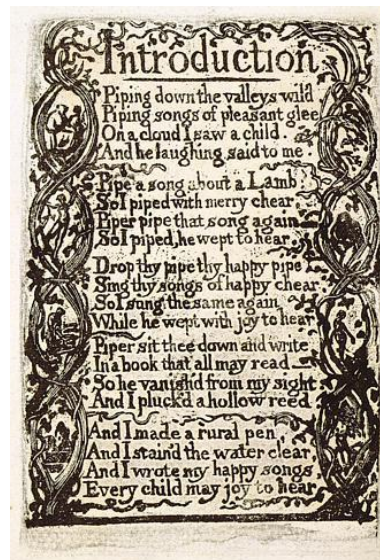 Introduction
Piping down the valleys wild
Piping songs of pleasant glee
On a cloud I saw a child.
And he laughing said to me.
Pipe a song about a Lamb:
So I piped with merry chear,
Piper pipe that song again—
So I piped, he wept to hear.
Drop thy pipe thy happy pipe
Sing thy songs of happy chear
So I sung the same again
While he wept with joy to hear
Piper sit thee down and write
In a book that all may read—
So he vanish'd from my sight
And I pluck'd a hollow reed
And I made a rural pen,
And I stain'd the water clear
And I wrote my happy songs
Every child may joy to hear